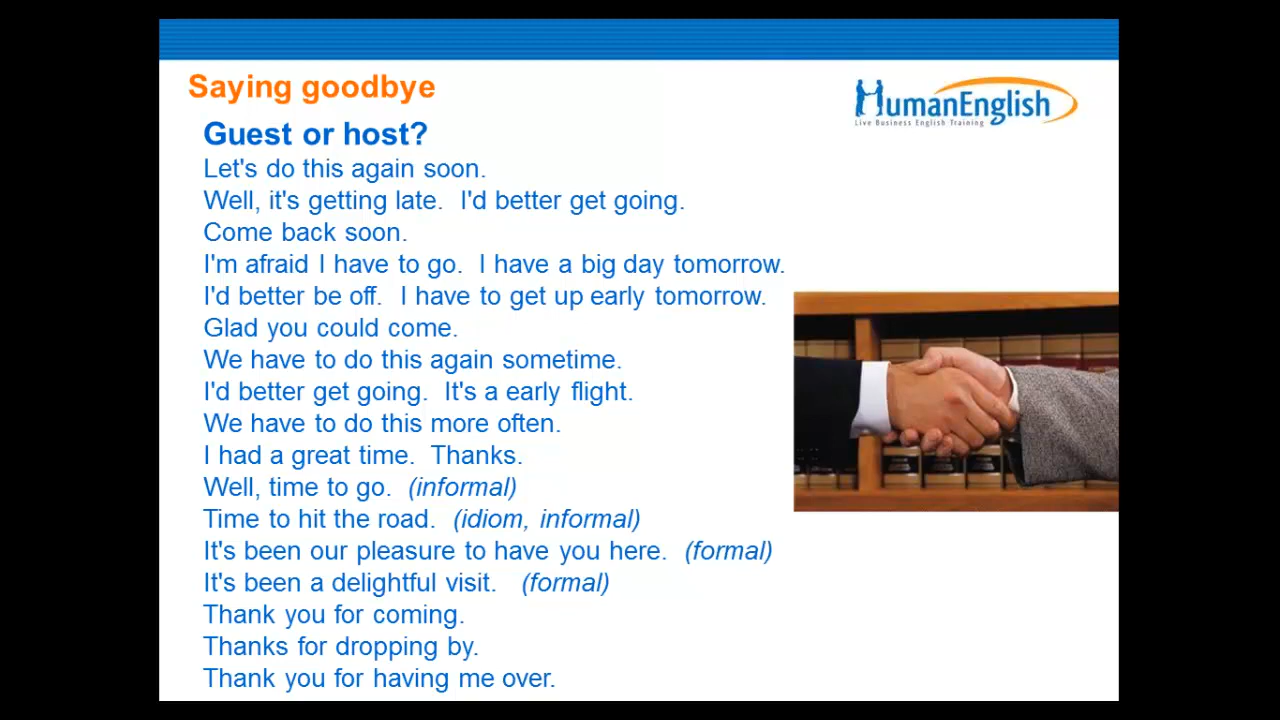 Saying goodbye
HumanEnglish
Live Business English Training
Guest or host?
Let's do this again soon.
Well, it's getting late. I'd better get going.
Come back soon.
I'm afraid I have to go. I have a big day tomorrow.
I'd better be off. I have to get up early tomorrow.
Glad you could come.
We have to do this again sometime.
I'd better get going. It's a early flight.
We have to do this more often.
I had a great time. Thanks.
Well, time to go. (informal)
Time to hit the road. (idiom, informal)
It's been our pleasure to have you here. (formal)
It's been a delightful visit. (formal)
Thank you for coming.
Thanks for dropping by.
Thank you for having me over.